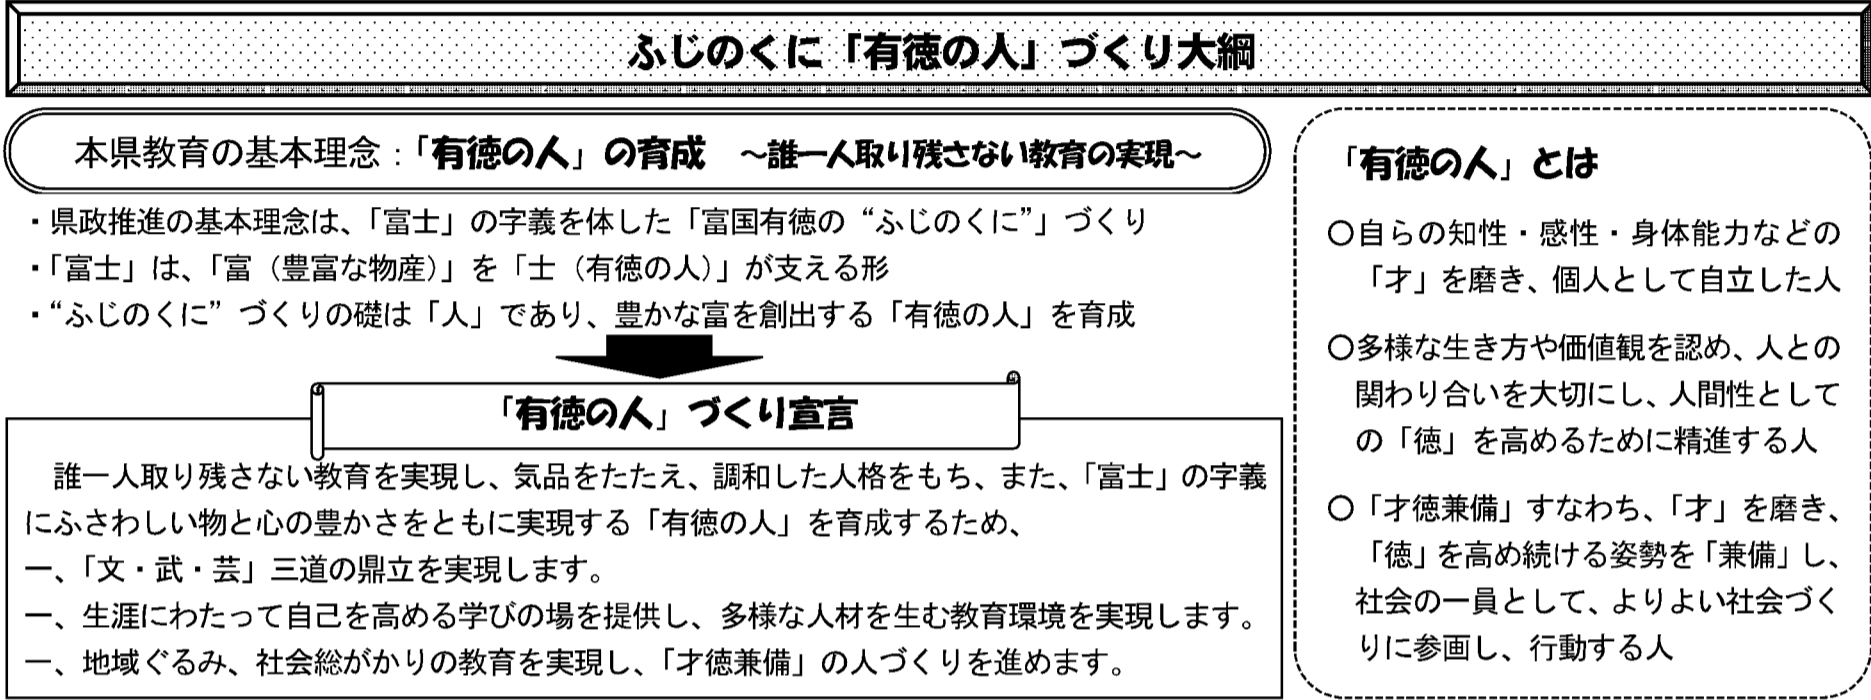 ふじのくに「有徳の人」づくり大綱
本県教育の基本理念：「有徳の人」の育成　～誰一人取り残さない教育の実現～
・県政推進の基本理念は、「富士」の字義を体した「富国有徳の“ふじのくに”」づくり
・「富士」は、「富（豊富な物産）」を「士（有徳の人）」が支える形
・“ふじのくに”づくりの礎は「人」であり、豊かな富を創出する「有徳の人」を育成
「有徳の人」づくり宣言
誰一人取り残さない教育を実現し、気品をたたえ、調和した人格をもち、また、「富士」の字義
にふさわしい物と心の豊かさをともに実現する「有徳の人」を育成するため、
一、「文・武・芸」三道の鼎立を実現します。
一、生涯にわたって自己を高める学びの場を提供し、多様な人材を生む教育環境を実現します。
一、地域ぐるみ、社会総がかりの教育を実現し、「才徳兼備」の人づくりを進めます。
「有徳の人」とは
○自らの知性・感性・身体能力などの
「才」を磨き、個人として自立した人
○多様な生き方や価値観を認め、人との
関わり合いを大切にし、人間性として
の「徳」を高めるために精進する人
○「才徳兼備」すなわち、「才」を磨き、
「徳」を高め続ける姿勢を「兼備」し、
社会の一員として、よりよい社会づく
りに参画し、行動する人